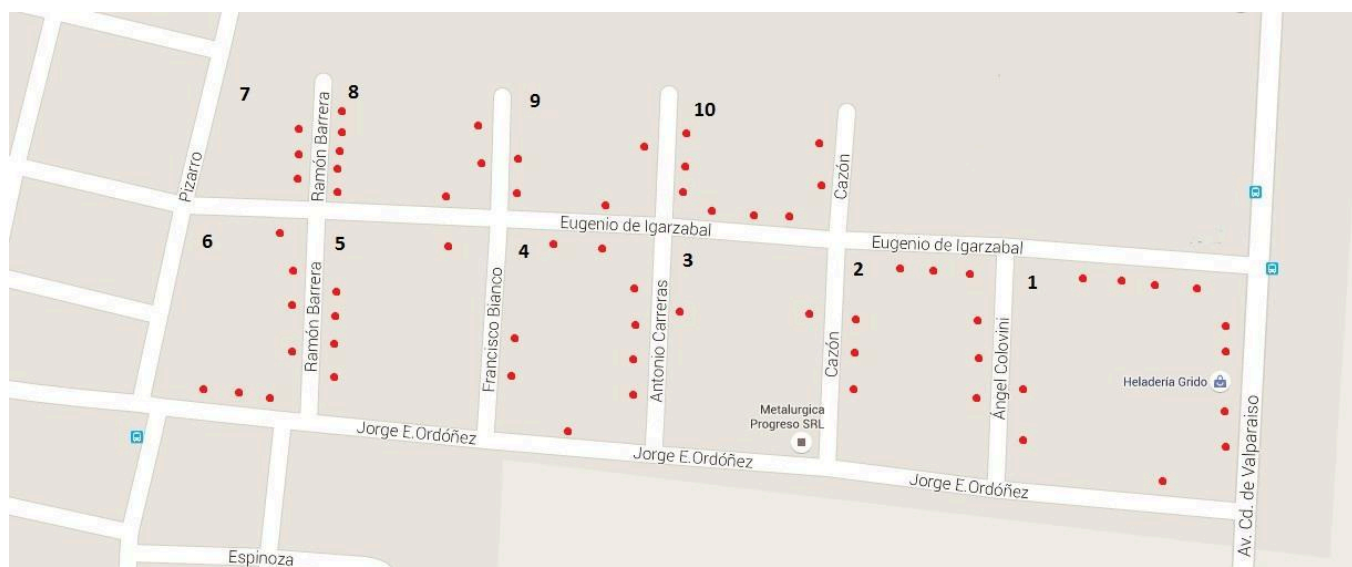 7
8
9
10
Pizarro
Ramón Barrera
Cazón
Eugenio de Igarzabal
Eugenio de Igarzabal
6
5
4
3
2
1
Ramón Barrera
Francisco Bianco
Antonio Carreras
Cazón
Ángel Colovini
Heladería Grido
Metalurgica
Progreso SRL
Av. Cd. de Valparaiso
Jorge E.Ordóñez
Jorge E.Ordóñez
Jorge E.Ordóñez
Espinoza